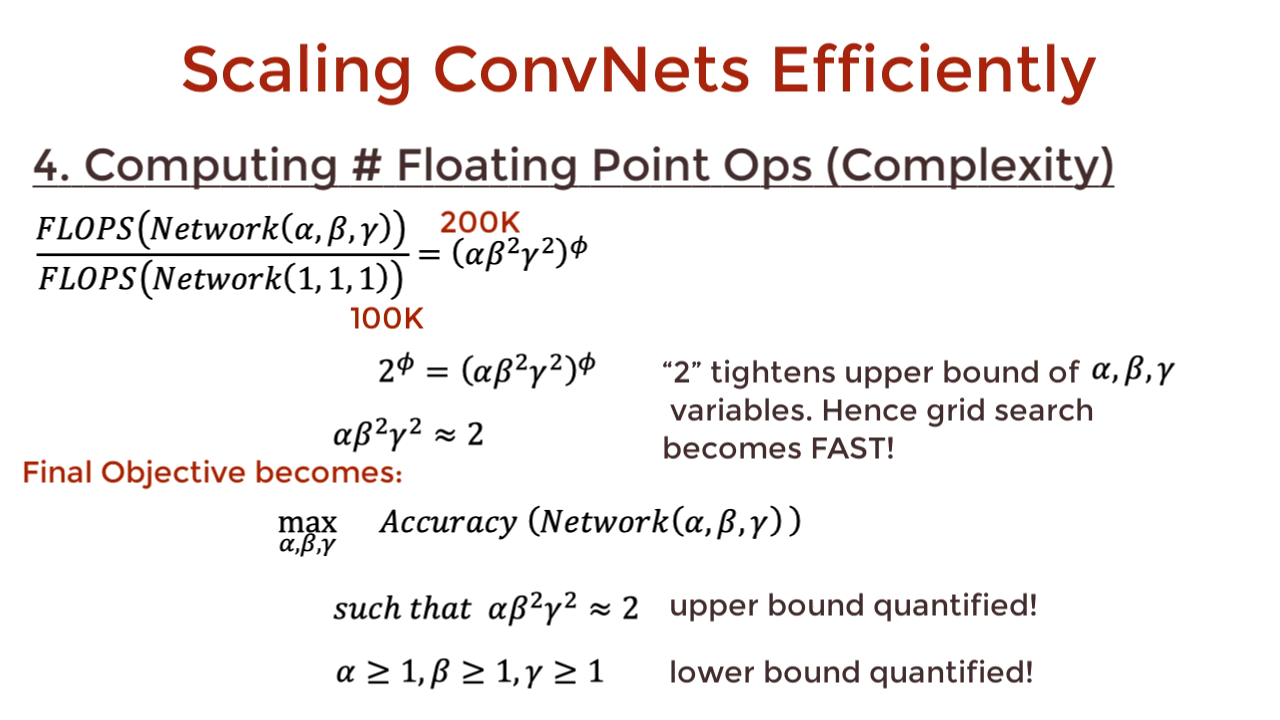 Scaling ConvNets Efficiently
4. Computing # Floating Point Ops (Complexity)
FLOPS(Network(α, β, γ))
FLOPS(Network(1, 1, 1))
= (αβ²γ²)^ϕ
200K
100K
2^ϕ = (αβ²γ²)^ϕ
αβ²γ² ≈ 2
“2” tightens upper bound of α, β, γ
variables. Hence grid search
becomes FAST!
Final Objective becomes:
max Accuracy (Network(α, β, γ))
α,β,γ
such that αβ²γ² ≈ 2 upper bound quantified!
α ≥ 1, β ≥ 1, γ ≥ 1 lower bound quantified!